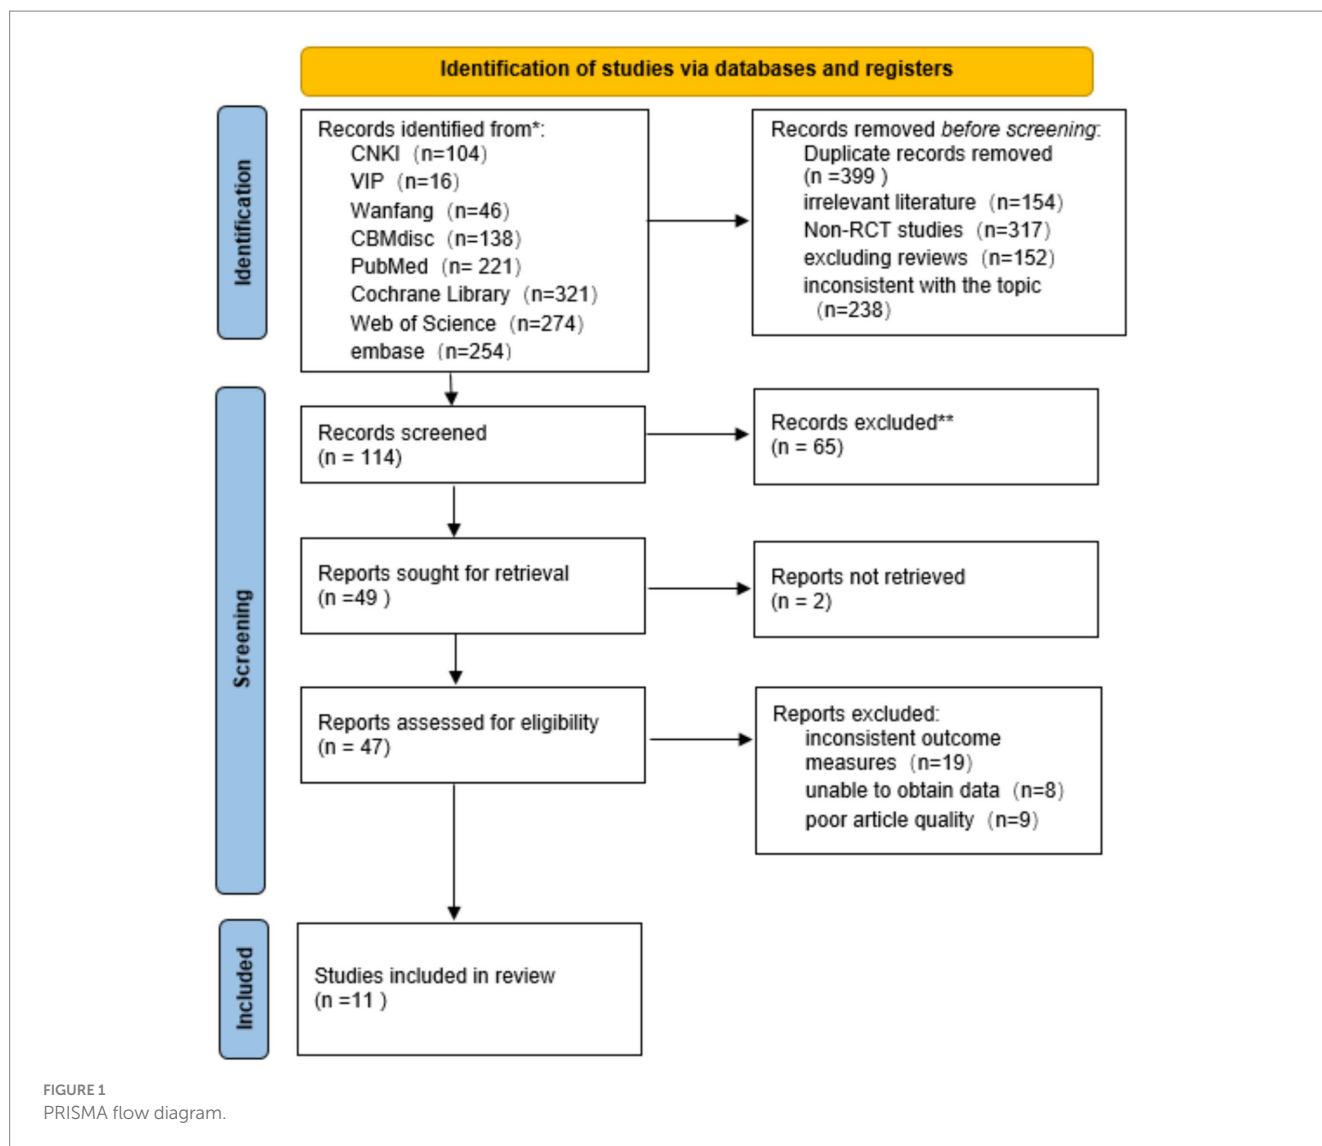 Identification of studies via databases and registers
Identification
Records identified from*:
CNKI (n=104)
VIP (n=16)
Wanfang (n=46)
CBMdisc (n=138)
PubMed (n= 221)
Cochrane Library (n=321)
Web of Science (n=274)
embase (n=254)
Records removed before screening:
Duplicate records removed
(n =399 )
irrelevant literature (n=154)
Non-RCT studies (n=317)
excluding reviews (n=152)
inconsistent with the topic
(n=238)
Screening
Records screened
(n = 114)
Records excluded**
(n = 65)
Reports sought for retrieval
(n =49 )
Reports not retrieved
(n = 2)
Reports assessed for eligibility
(n = 47)
Reports excluded:
inconsistent outcome
measures (n=19)
unable to obtain data (n=8)
poor article quality (n=9)
Included
Studies included in review
(n =11 )
FIGURE 1
PRISMA flow diagram.